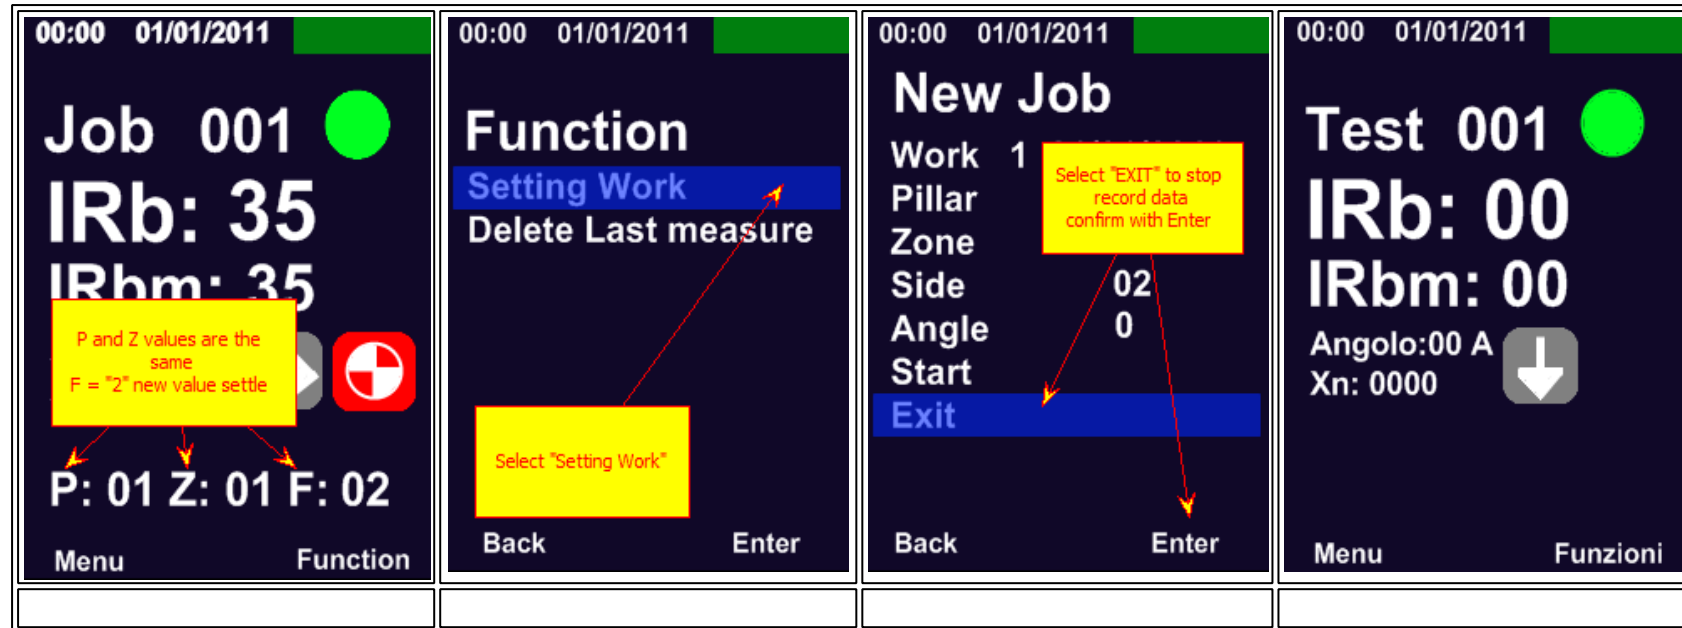 00:00 01/01/2011
Job 001
IRb: 35
IRbm: 35
P and Z values are the
same
F = "2" new value settle
P: 01 Z: 01 F: 02
Menu Function
00:00 01/01/2011
Function
Setting Work
Delete Last measure
Select "Setting Work"
Back Enter
00:00 01/01/2011
New Job
Work 1
Select "EXIT" to stop
record data
confirm with Enter
Pillar
Zone
Side 02
Angle 0
Start
Exit
Back Enter
00:00 01/01/2011
Test 001
IRb: 00
IRbm: 00
Angolo:00 A
Xn: 0000
Menu Funzioni